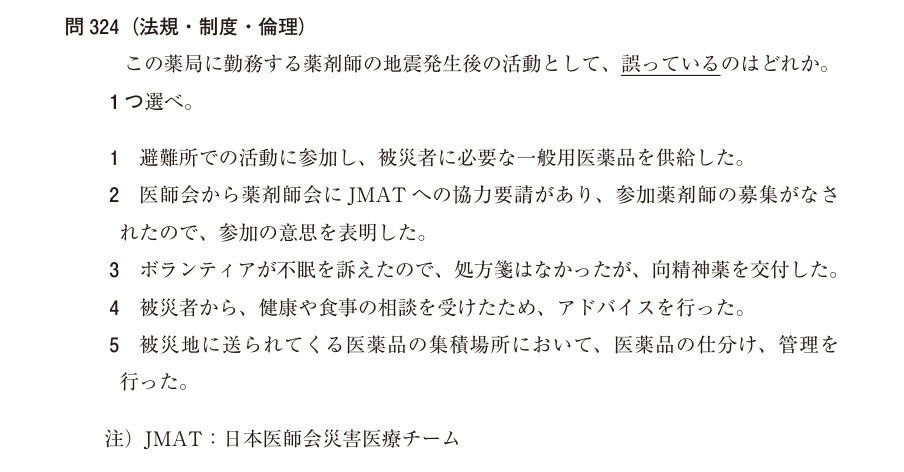 問 324（法規・制度・倫理）
この薬局に勤務する薬剤師の地震発生後の活動として、誤っているのはどれか。
1 つ選べ。
1　避難所での活動に参加し、被災者に必要な一般用医薬品を供給した。
2　医師会から薬剤師会に JMAT への協力要請があり、参加薬剤師の募集がなさ
れたので、参加の意思を表明した。
3　ボランティアが不眠を訴えたので、処方箋はなかったが、向精神薬を交付した。
4　被災者から、健康や食事の相談を受けたため、アドバイスを行った。
5　被災地に送られてくる医薬品の集積場所において、医薬品の仕分け、管理を
行った。
注）JMAT：日本医師会災害医療チーム